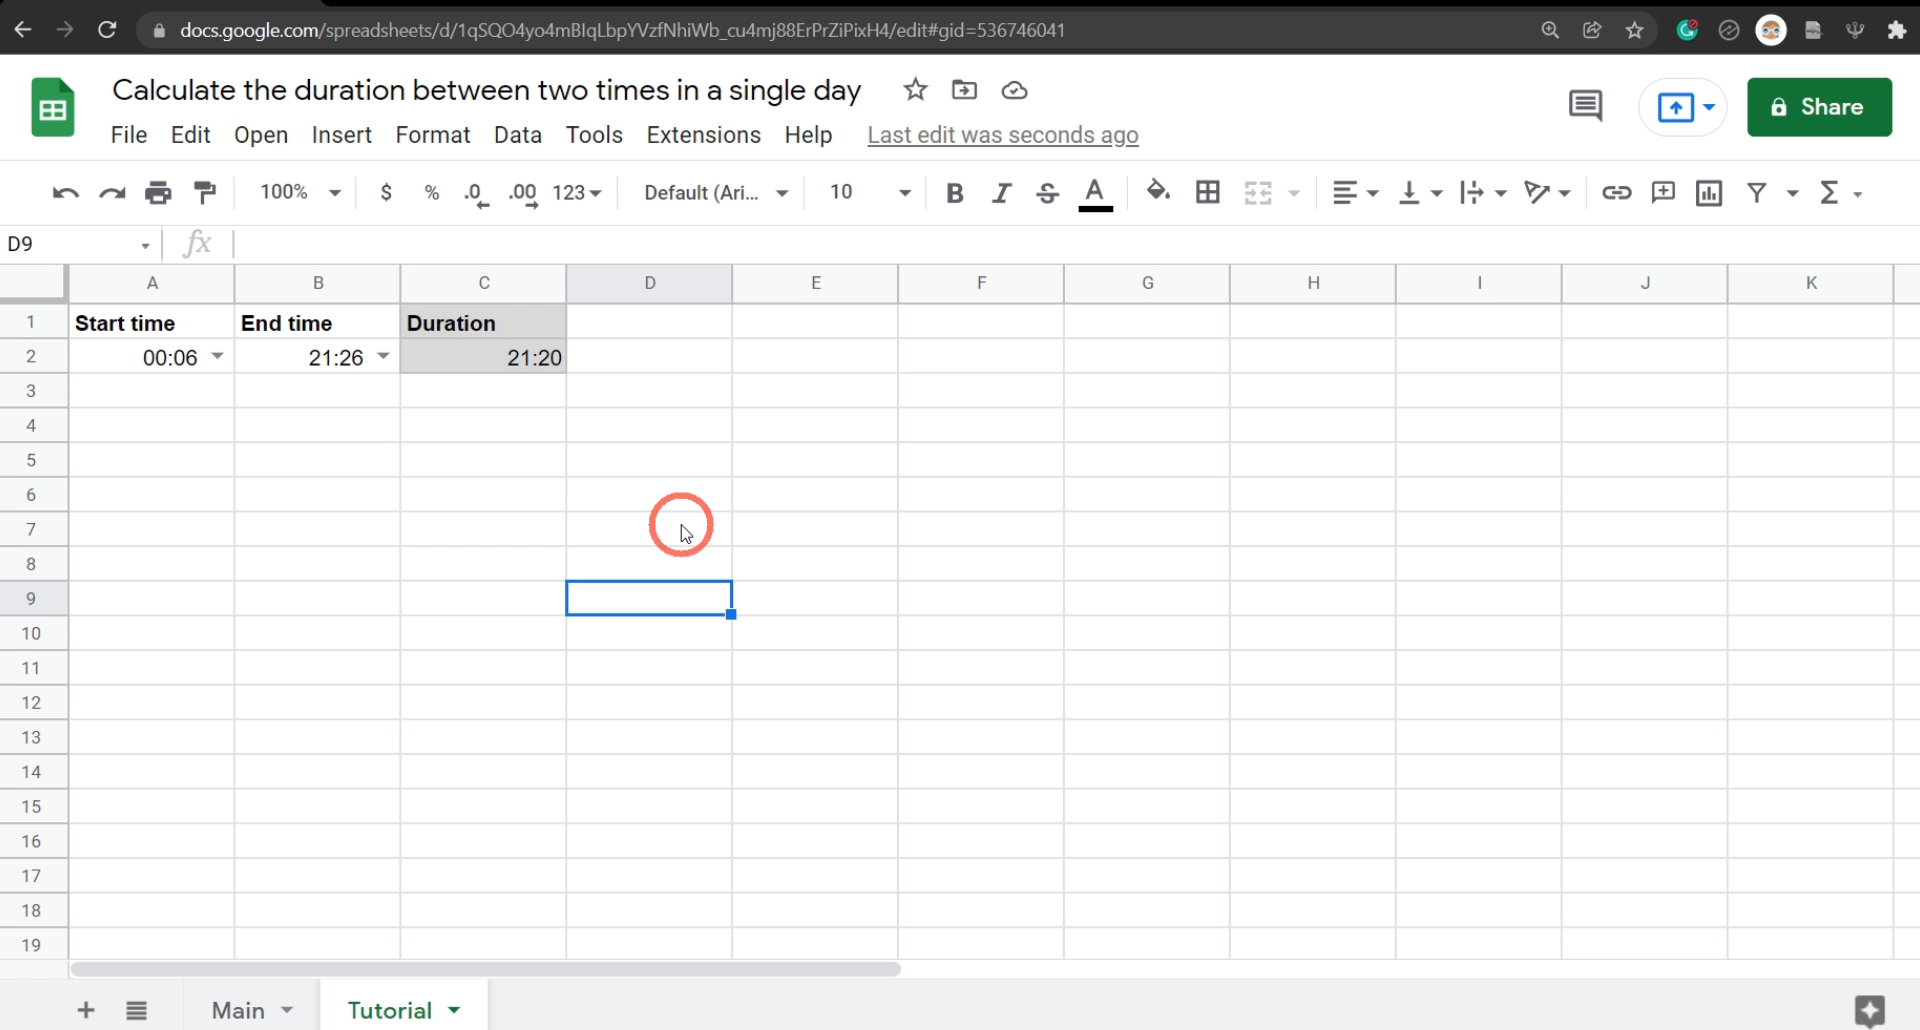 docs.google.com/spreadsheets/d/1qSQO4yo4mBlqLbpYVzfNhiWb_cu4mj88ErPrZiPixH4/edit#gid=536746041
Calculate the duration between two times in a single day
Share
File Edit Open Insert Format Data Tools Extensions Help Last edit was seconds ago
100% $ % .0 .00 123 Default (Ari... 10 B I S A
D9 fx
A B C D E F G H I J K
1 Start time End time Duration
2 00:06 21:26 21:20
3
4
5
6
7
8
9
10
11
12
13
14
15
16
17
18
19
Main Tutorial